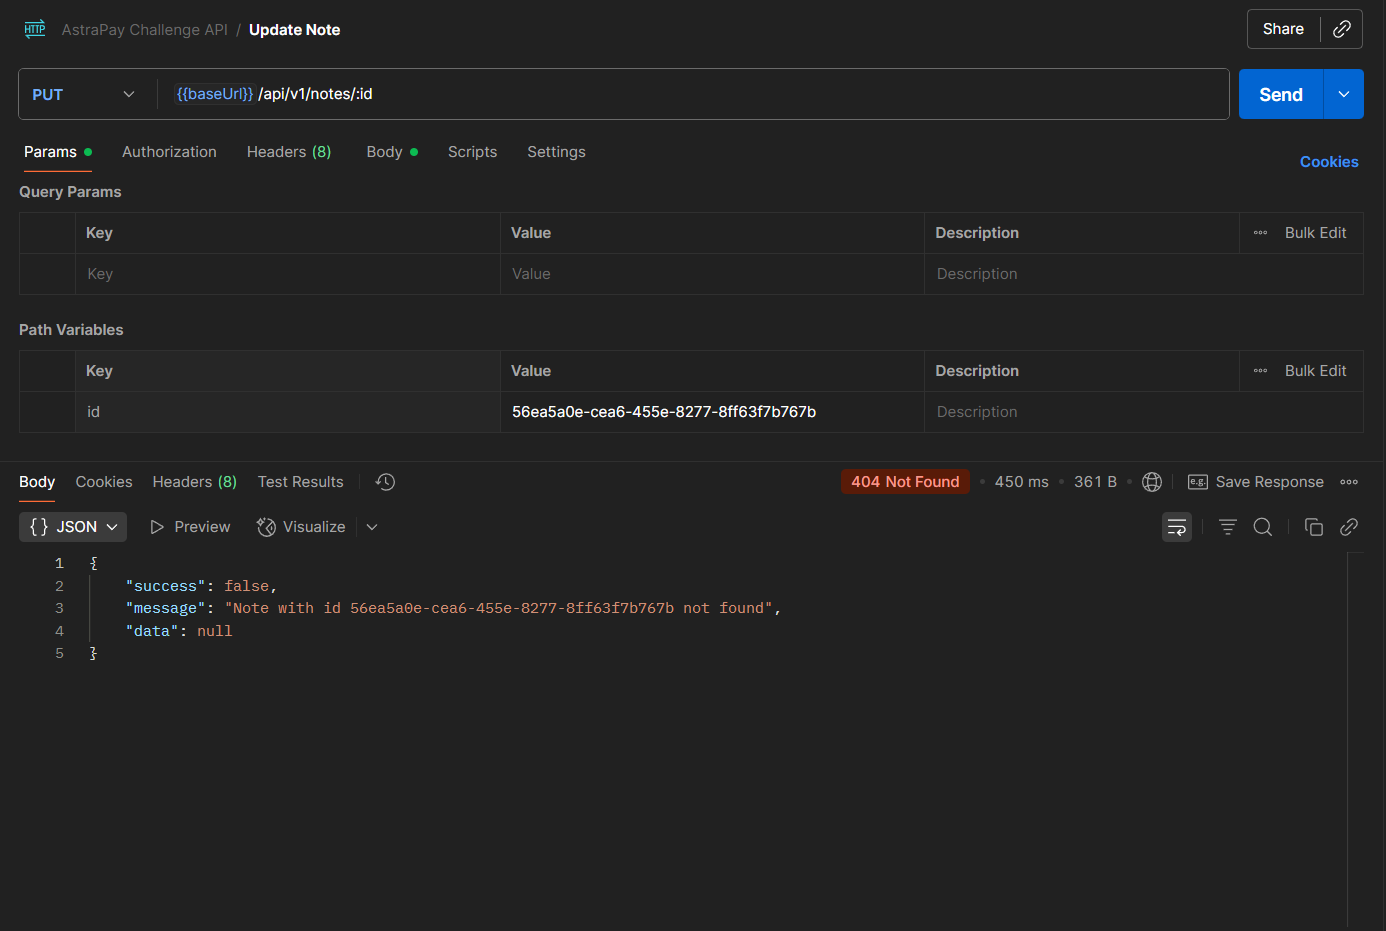 HTTP AstraPay Challenge API / Update Note Share
PUT {{baseUrl}}/api/v1/notes/:id Send
Params Authorization Headers (8) Body Scripts Settings Cookies
Query Params
Key Value Description Bulk Edit
Key Value Description
Path Variables
Key Value Description Bulk Edit
id 56ea5a0e-cea6-455e-8277-8ff63f7b767b Description
Body Cookies Headers (8) Test Results 404 Not Found 450 ms 361 B e.g. Save Response
{} JSON Preview Visualize
1 {
2 "success": false,
3 "message": "Note with id 56ea5a0e-cea6-455e-8277-8ff63f7b767b not found",
4 "data": null
5 }